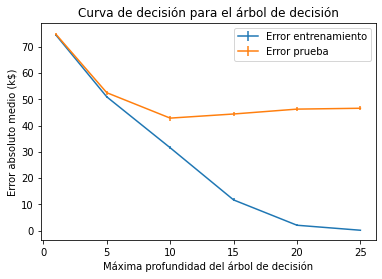 Curva de decisión para el árbol de decisión
Error entrenamiento
Error prueba
70
60
50
40
30
20
10
0
Error absoluto medio (k$)
0
5
10
15
20
25
Máxima profundidad del árbol de decisión